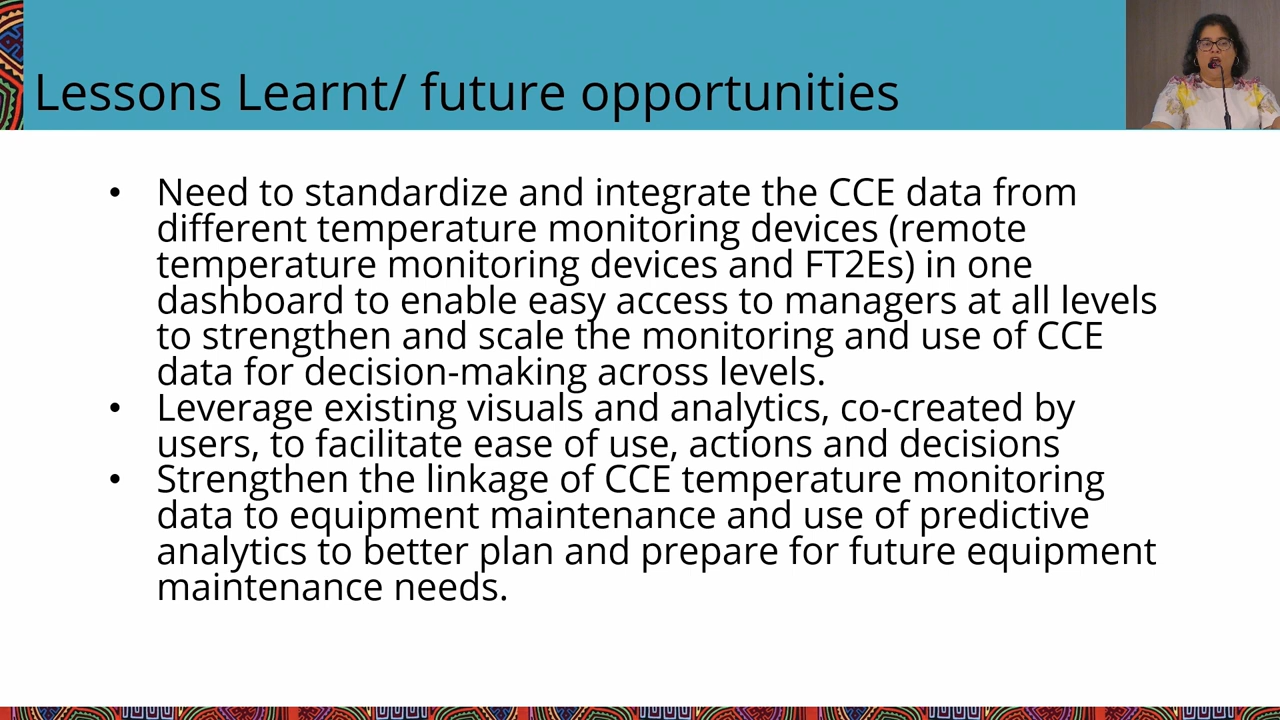 Lessons Learnt/ future opportunities
• Need to standardize and integrate the CCE data from
different temperature monitoring devices (remote
temperature monitoring devices and FT2Es) in one
dashboard to enable easy access to managers at all levels
to strengthen and scale the monitoring and use of CCE
data for decision-making across levels.
• Leverage existing visuals and analytics, co-created by
users, to facilitate ease of use, actions and decisions
• Strengthen the linkage of CCE temperature monitoring
data to equipment maintenance and use of predictive
analytics to better plan and prepare for future equipment
maintenance needs.